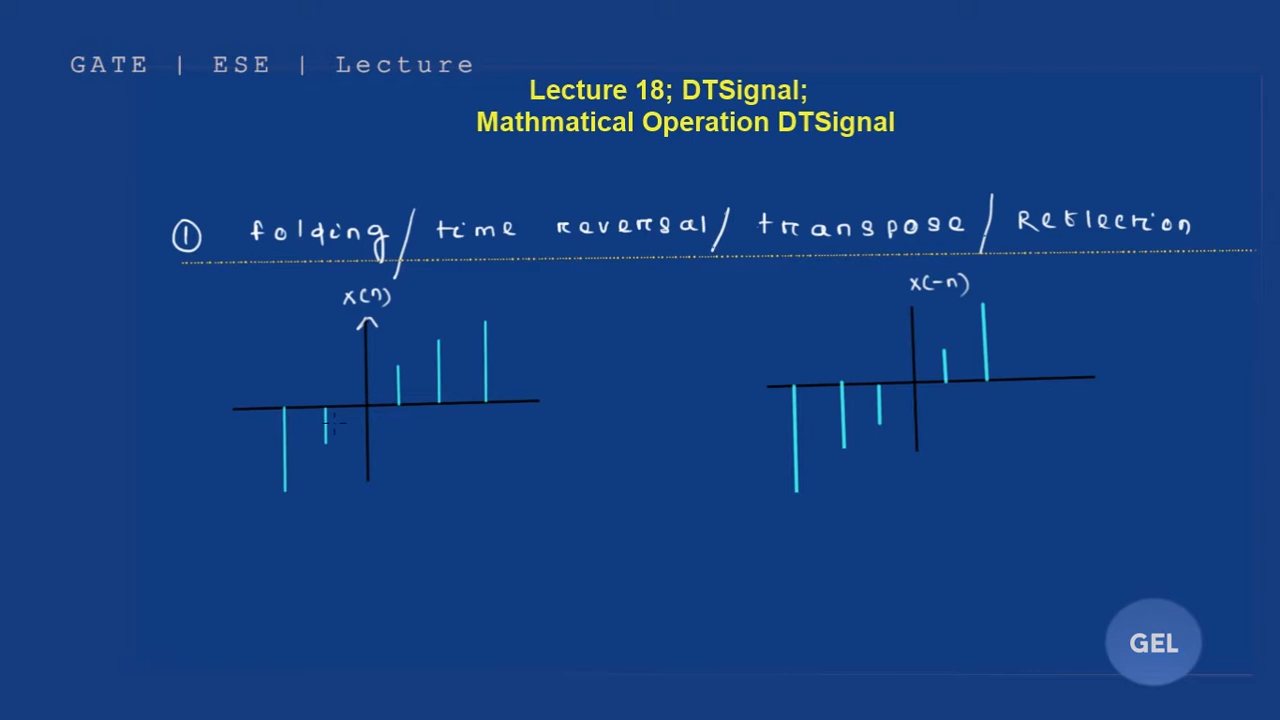 GATE | ESE | Lecture
Lecture 18; DTSignal;
Mathmatical Operation DTSignal
① folding / time reversal / transpose / Reflection
x(n)
x(-n)
GEL